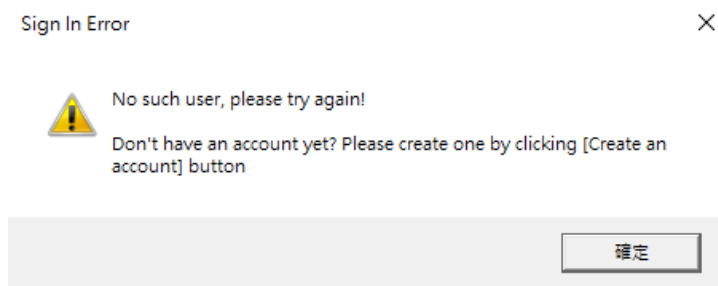 Sign In Error
No such user, please try again!
Don't have an account yet? Please create one by clicking [Create an
account] button
確定